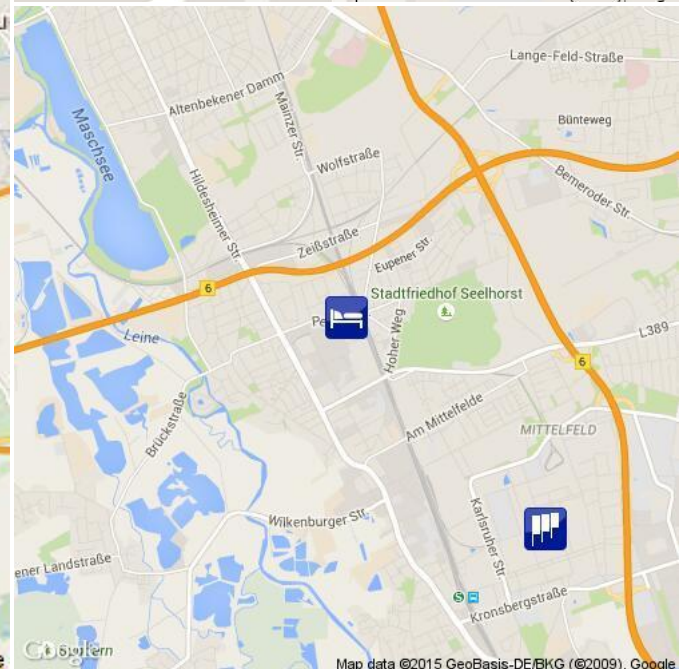 Lange-Feld-Straße
Altenbekener Damm
Mainzer Str.
Maschsee
Bünteweg
Wolfstraße
Hildesheimer Str.
Bemeroder Str.
Zeißstraße
Eupener Str.
6
Stadtfriedhof Seelhorst
Pe
Leine
Hoher Weg
L389
6
Brückstraße
Am Mittelfelde
MITTELFELD
Karlsruher Str.
Wilkenburger Str.
ener Landstraße
S
Kronsbergstraße
Google
Map data ©2015 GeoBasis-DE/BKG (©2009), Google